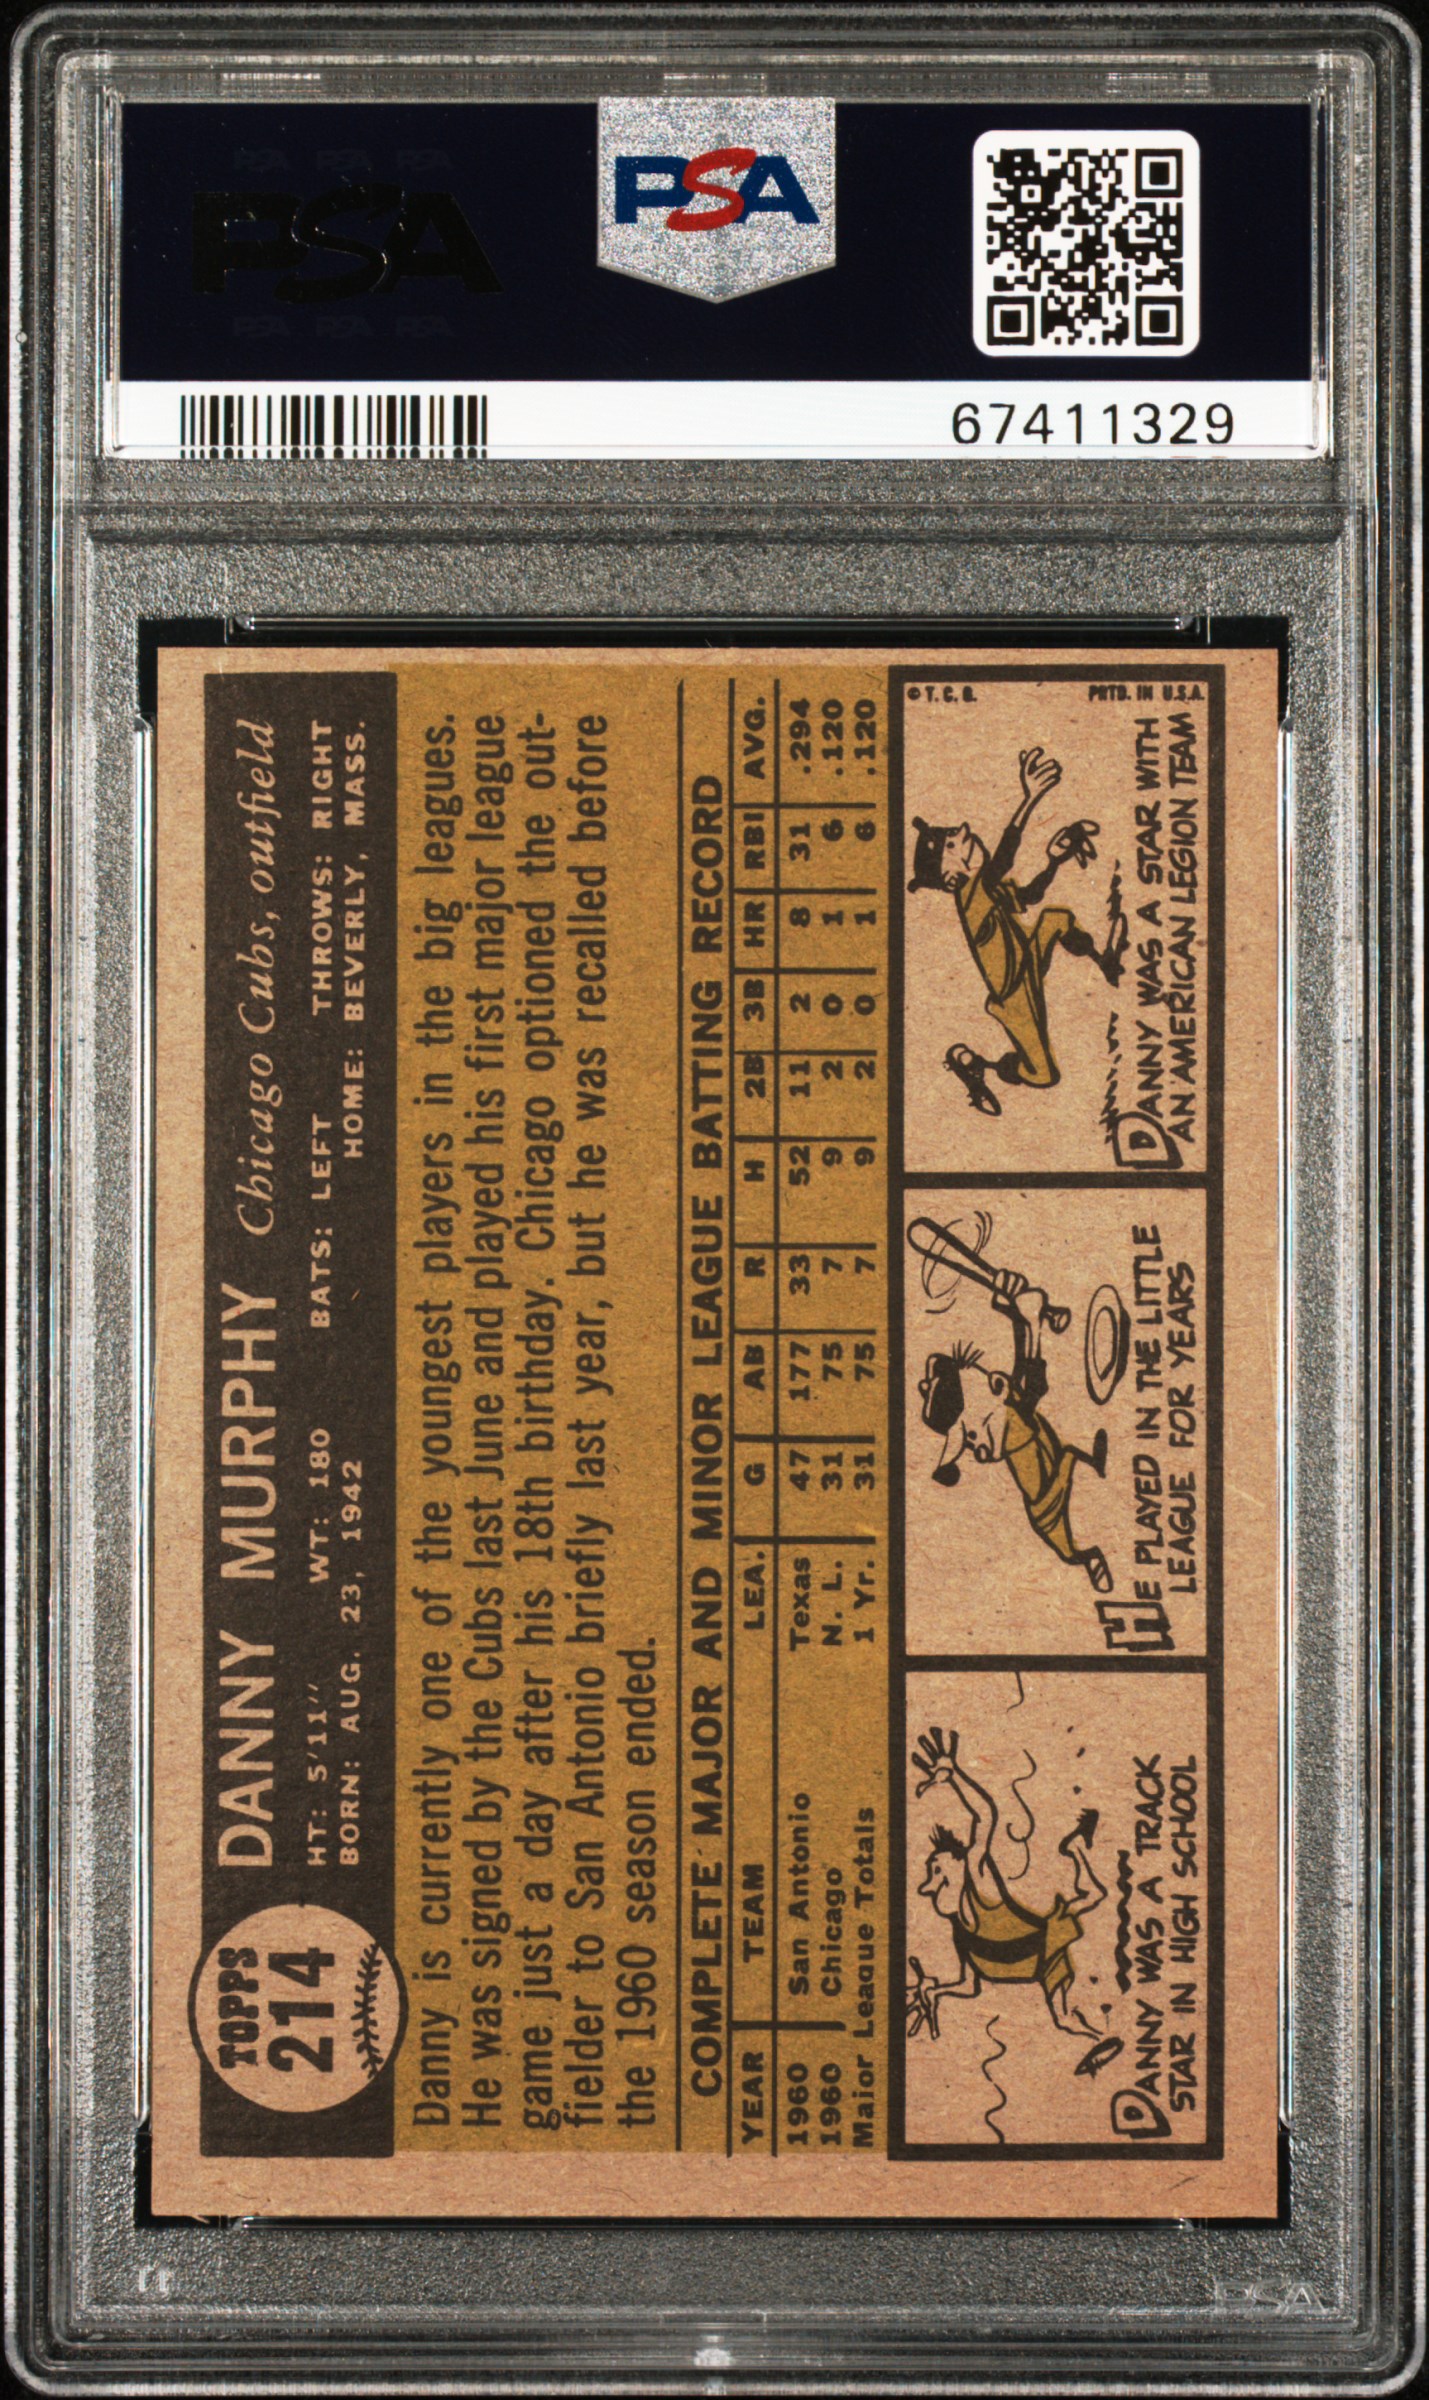 PSA
PSA
67411329
TOPPS
214
DANNY MURPHY Chicago Cubs, outfield
HT: 5'11" WT: 180 BATS: LEFT THROWS: RIGHT
BORN: AUG. 23, 1942 HOME: BEVERLY, MASS.
Danny is currently one of the youngest players in the big leagues.
He was signed by the Cubs last June and played his first major league
game just a day after his 18th birthday. Chicago optioned the out-
fielder to San Antonio briefly last year, but he was recalled before
the 1960 season ended.
COMPLETE MAJOR AND MINOR LEAGUE BATTING RECORD
YEAR TEAM LEA. G AB R H 2B 3B HR RBI AVG.
1960 San Antonio Texas 47 177 33 52 11 2 8 31 .294
1960 Chicago N. L. 31 75 7 9 2 0 1 6 .120
Major League Totals 1 Yr. 31 75 7 9 2 0 1 6 .120
DANNY WAS A TRACK
STAR IN HIGH SCHOOL
HE PLAYED IN THE LITTLE
LEAGUE FOR YEARS
©T.C.G. PRTD. IN U.S.A.
DANNY WAS A STAR WITH
AN AMERICAN LEGION TEAM
PSA